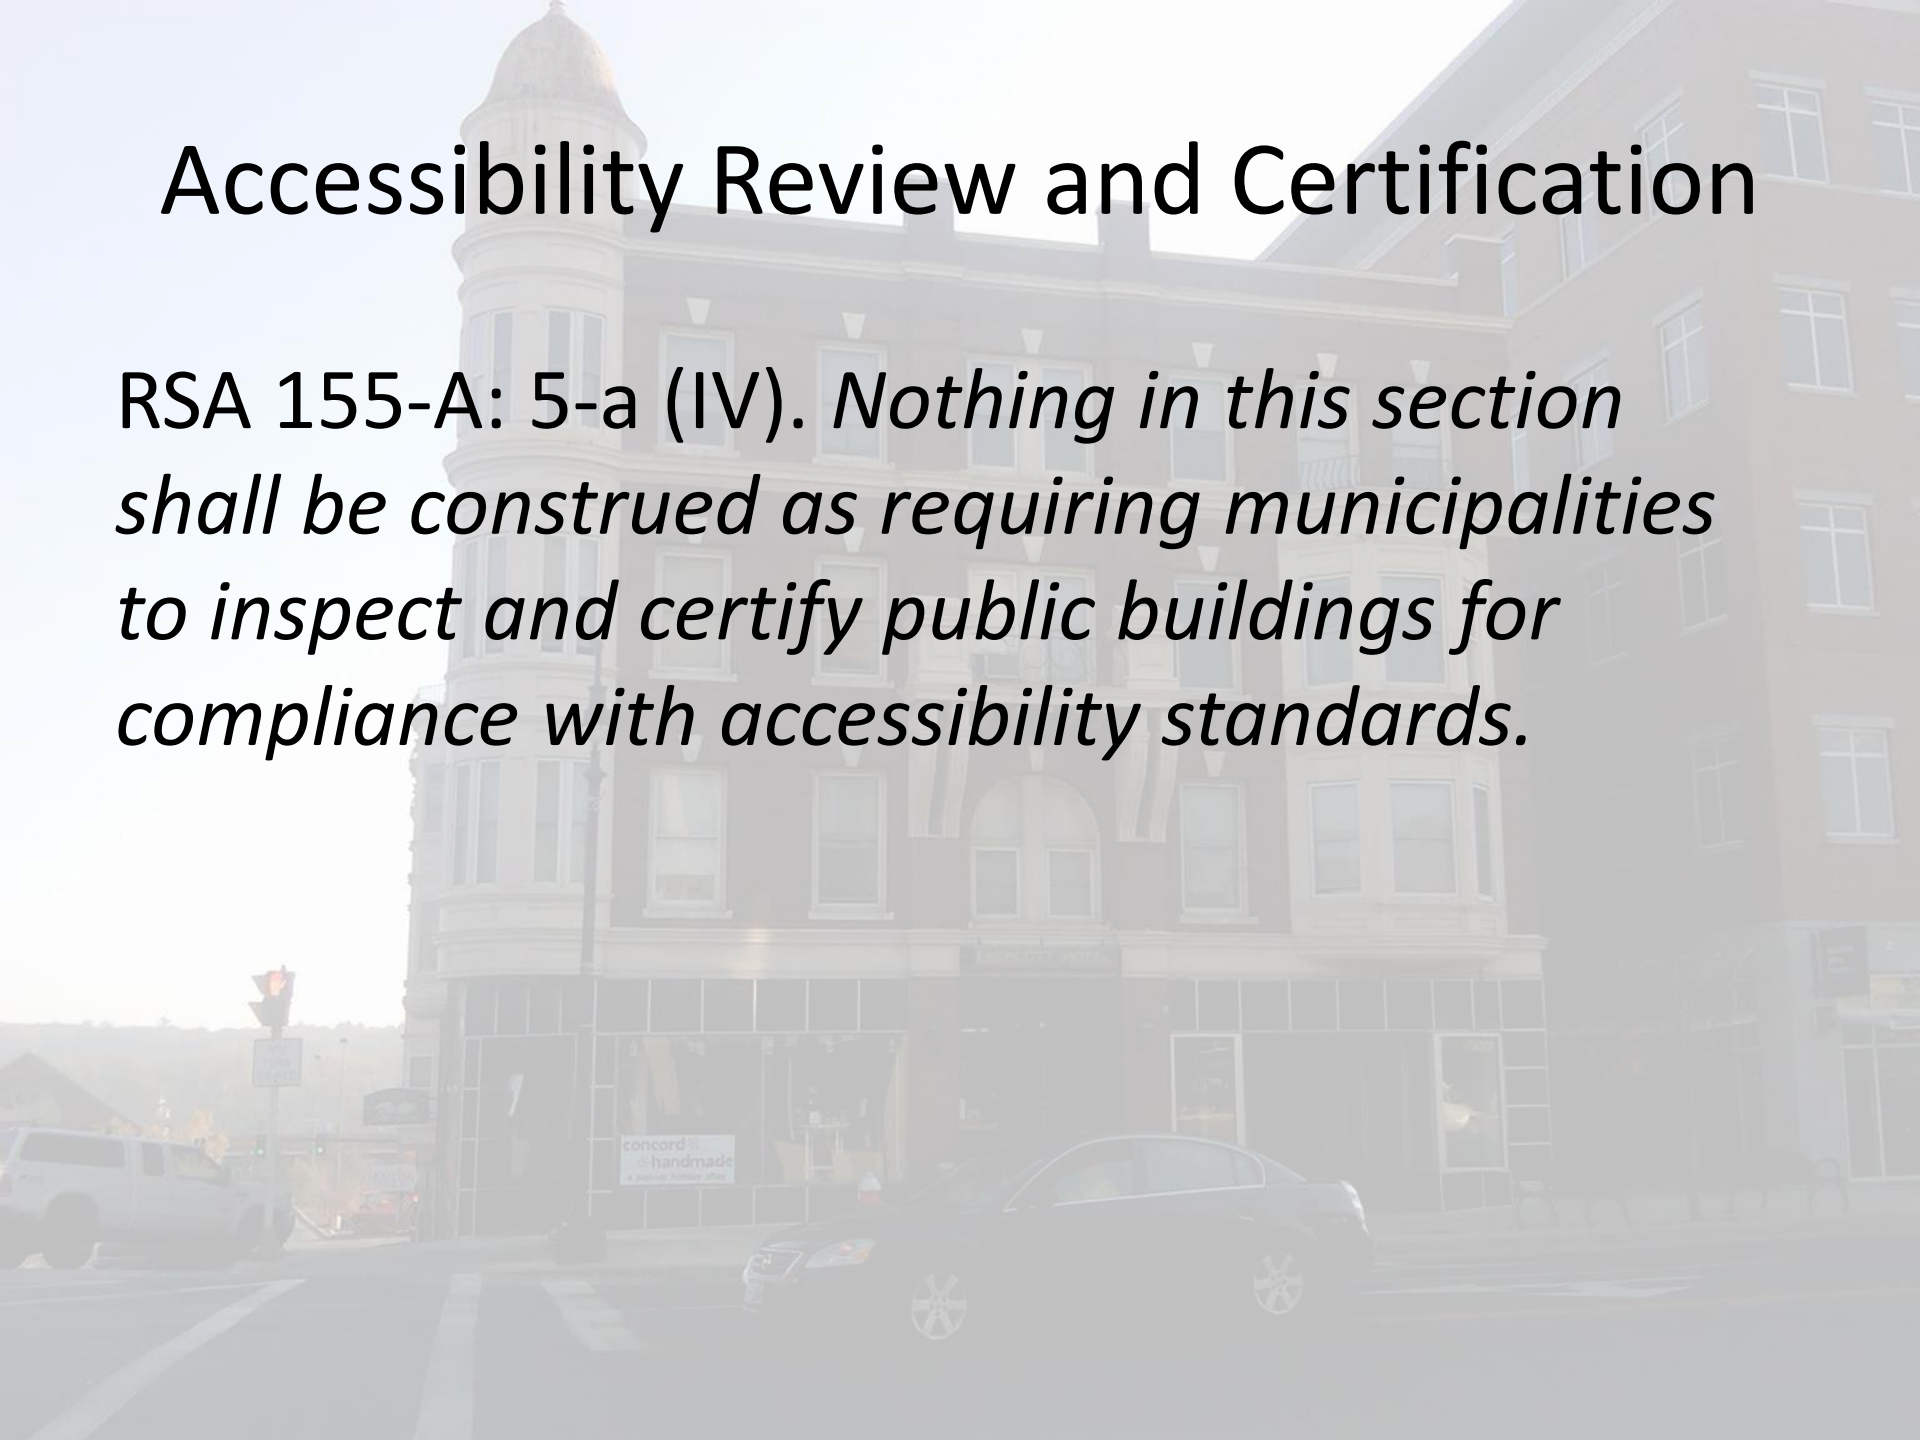 Accessibility Review and Certification
RSA 155-A: 5-a (IV). Nothing in this section
shall be construed as requiring municipalities
to inspect and certify public buildings for
compliance with accessibility standards.
concord
handmade